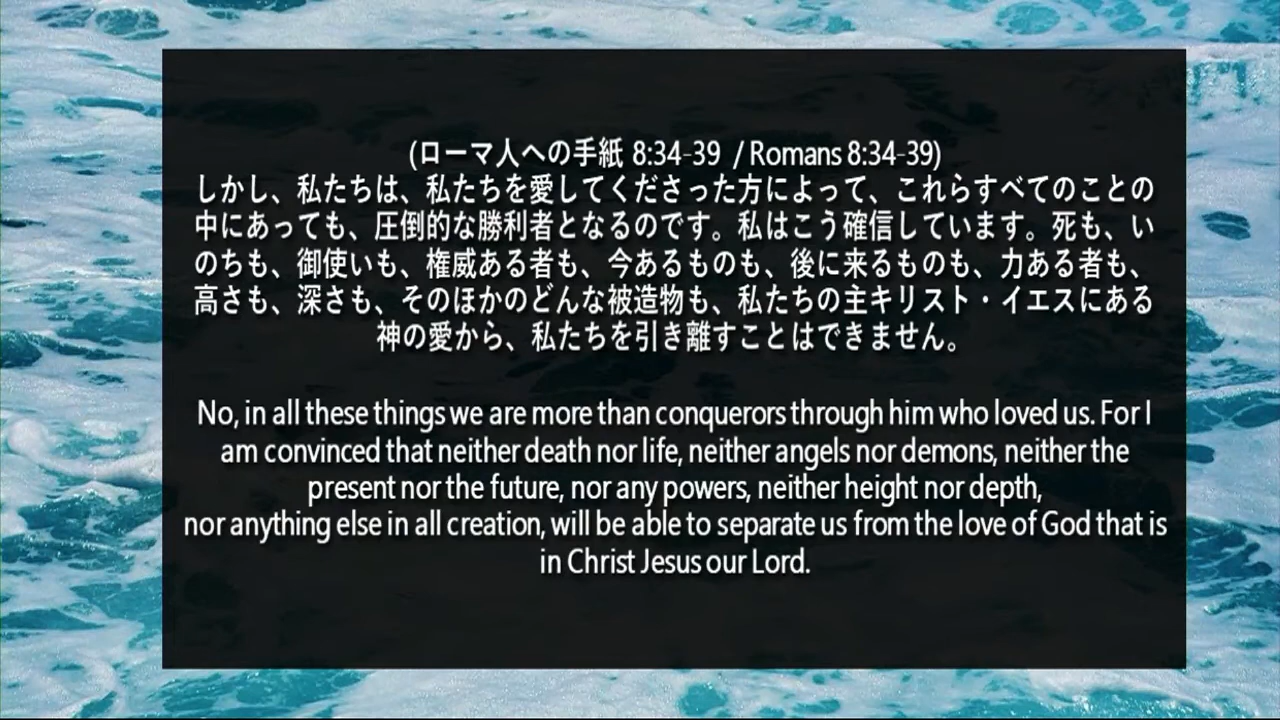 (ローマ人への手紙 8:34-39 / Romans 8:34-39)
しかし、私たちは、私たちを愛してくださった方によって、これらすべてのことの
中にあっても、圧倒的な勝利者となるのです。私はこう確信しています。死も、い
のちも、御使いも、権威ある者も、今あるものも、後に来るものも、力ある者も、
高さも、深さも、そのほかのどんな被造物も、私たちの主キリスト・イエスにある
神の愛から、私たちを引き離すことはできません。
No, in all these things we are more than conquerors through him who loved us. For I
am convinced that neither death nor life, neither angels nor demons, neither the
present nor the future, nor any powers, neither height nor depth,
nor anything else in all creation, will be able to separate us from the love of God that is
in Christ Jesus our Lord.